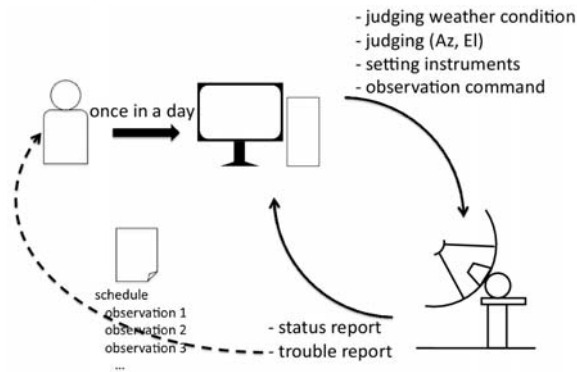 - judging weather condition
- judging (Az, El)
- setting instruments
- observation command
once in a day
schedule
observation 1
observation 2
observation 3
...
- status report
- trouble report